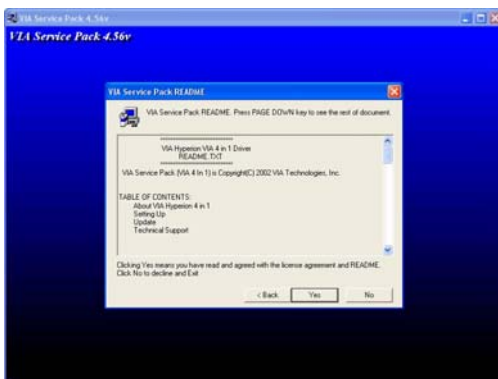 VIA Service Pack 4.56v
VIA Service Pack 4.56v
VIA Service Pack README
VIA Service Pack README. Press PAGE DOWN key to see the rest of document.
VIA Hyperion VIA 4 in 1 Driver
README.TXT
VIA Service Pack (VIA 4 In 1) is Copyright(C) 2002 VIA Technologies, Inc.
TABLE OF CONTENTS:
About VIA Hyperion 4 in 1
Setting Up
Update
Technical Support
Clicking Yes means you have read and agreed with the license agreement and README.
Click No to decline and Exit
< Back
Yes
No